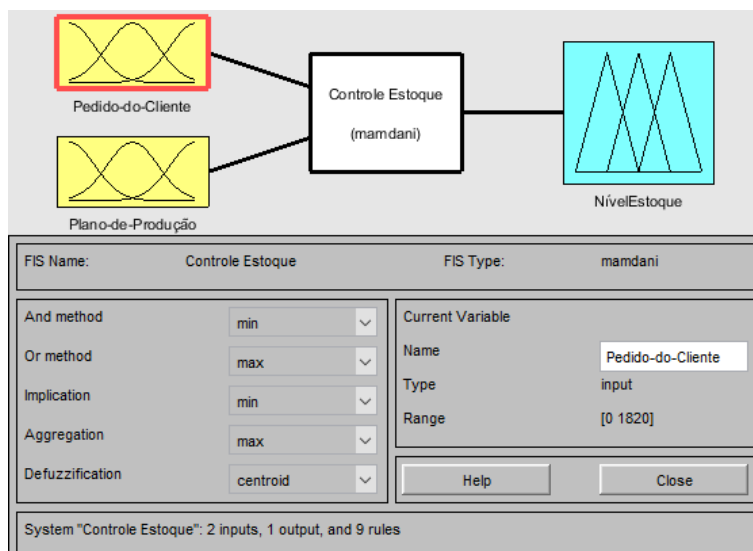 Pedido-do-Cliente
Controle Estoque
(mamdani)
Plano-de-Produção
NívelEstoque
FIS Name: Controle Estoque FIS Type: mamdani
And method min
Or method max
Implication min
Aggregation max
Defuzzification centroid
Current Variable
Name Pedido-do-Cliente
Type input
Range [0 1820]
Help Close
System "Controle Estoque": 2 inputs, 1 output, and 9 rules